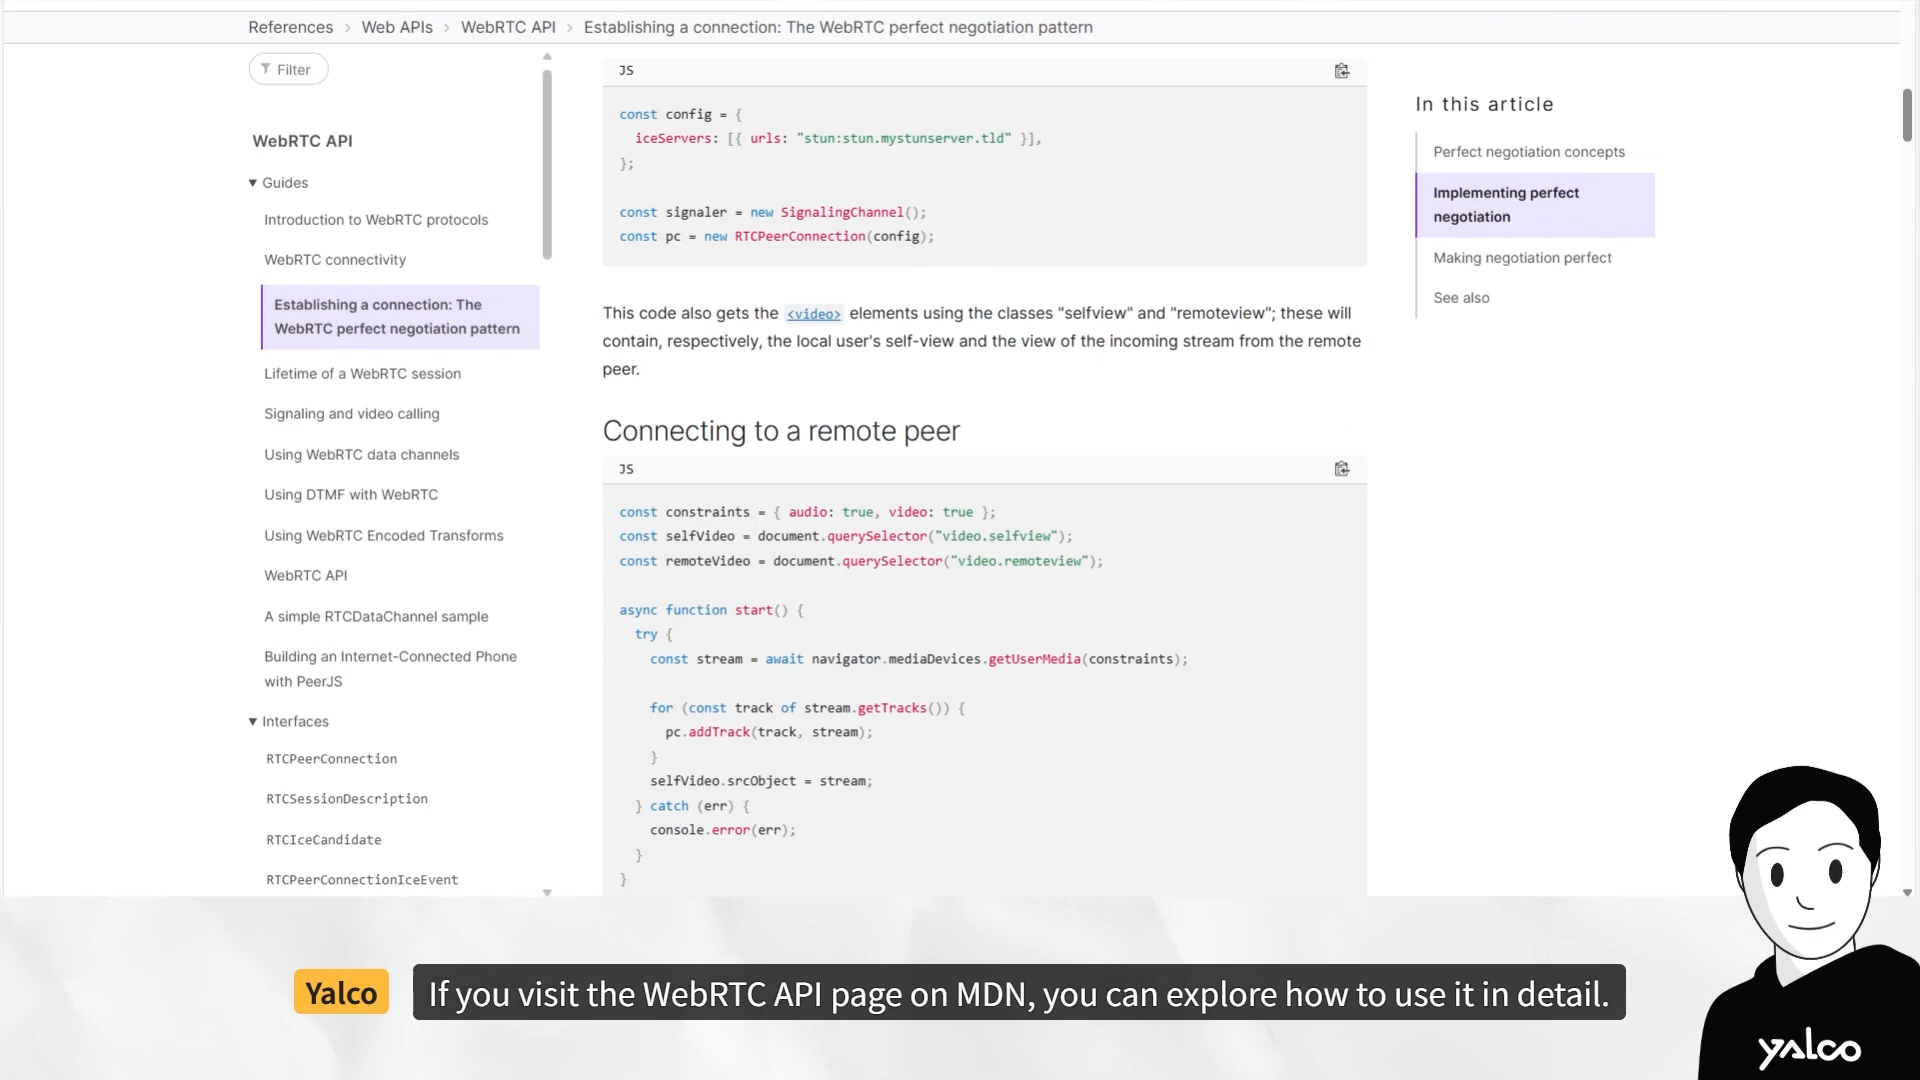 References › Web APIs › WebRTC API › Establishing a connection: The WebRTC perfect negotiation pattern
Filter
WebRTC API
▼ Guides
Introduction to WebRTC protocols
WebRTC connectivity
Establishing a connection: The
WebRTC perfect negotiation pattern
Lifetime of a WebRTC session
Signaling and video calling
Using WebRTC data channels
Using DTMF with WebRTC
Using WebRTC Encoded Transforms
WebRTC API
A simple RTCDataChannel sample
Building an Internet-Connected Phone
with PeerJS
▼ Interfaces
RTCPeerConnection
RTCSessionDescription
RTCIceCandidate
RTCPeerConnectionIceEvent
JS
const config = {
  iceServers: [{ urls: "stun:stun.mystunserver.tld" }],
};
const signaler = new SignalingChannel();
const pc = new RTCPeerConnection(config);
This code also gets the <video> elements using the classes "selfview" and "remoteview"; these will
contain, respectively, the local user's self-view and the view of the incoming stream from the remote
peer.
Connecting to a remote peer
JS
const constraints = { audio: true, video: true };
const selfVideo = document.querySelector("video.selfview");
const remoteVideo = document.querySelector("video.remoteview");
async function start() {
  try {
    const stream = await navigator.mediaDevices.getUserMedia(constraints);
    for (const track of stream.getTracks()) {
      pc.addTrack(track, stream);
    }
    selfVideo.srcObject = stream;
  } catch (err) {
    console.error(err);
  }
}
In this article
Perfect negotiation concepts
Implementing perfect
negotiation
Making negotiation perfect
See also
Yalco If you visit the WebRTC API page on MDN, you can explore how to use it in detail.
yalco